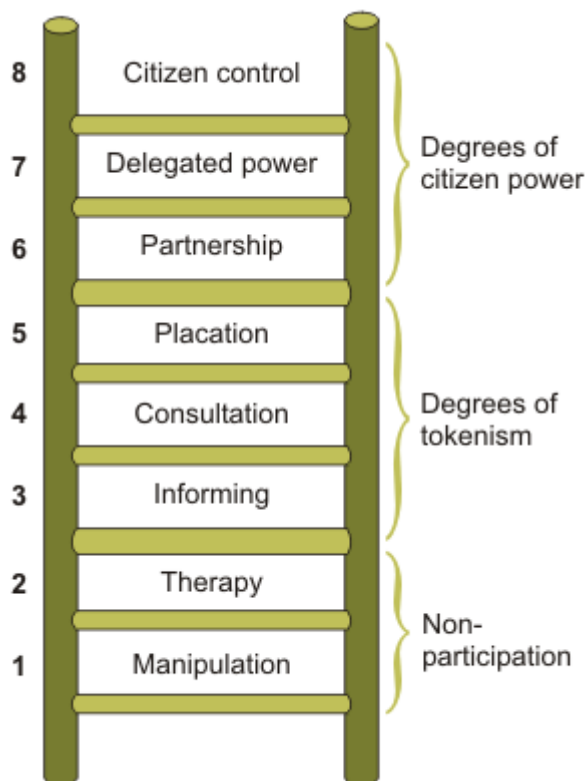 8 Citizen control
7 Delegated power
Degrees of
citizen power
6 Partnership
5 Placation
4 Consultation
Degrees of
tokenism
3 Informing
2 Therapy
Non-
participation
1 Manipulation